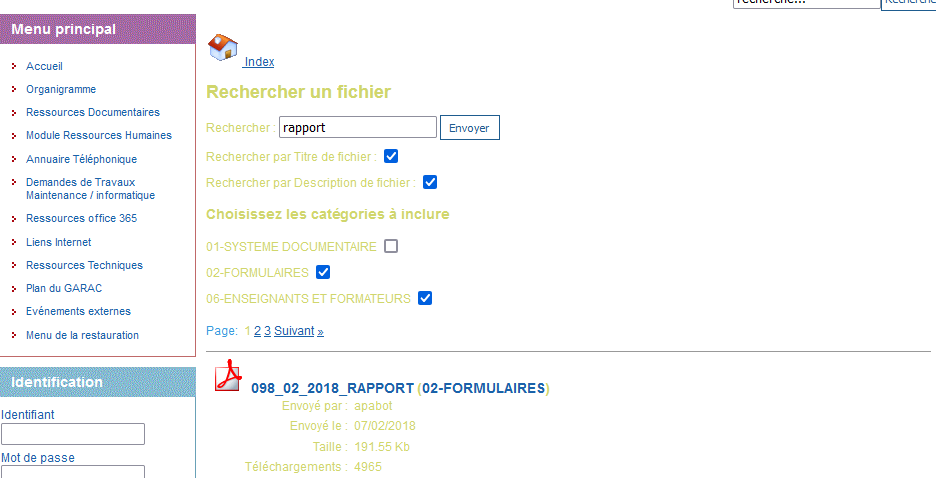 recherche...
Recherche
Menu principal
Accueil
Organigramme
Ressources Documentaires
Module Ressources Humaines
Annuaire Téléphonique
Demandes de Travaux
Maintenance / informatique
Ressources office 365
Liens Internet
Ressources Techniques
Plan du GARAC
Evénements externes
Menu de la restauration
Identification
Identifiant
Mot de passe
Index
Rechercher un fichier
Rechercher : rapport Envoyer
Rechercher par Titre de fichier :
Rechercher par Description de fichier :
Choisissez les catégories à inclure
01-SYSTEME DOCUMENTAIRE
02-FORMULAIRES
06-ENSEIGNANTS ET FORMATEURS
Page: 1 2 3 Suivant »
098_02_2018_RAPPORT (02-FORMULAIRES)
Envoyé par : apabot
Envoyé le : 07/02/2018
Taille : 191.55 Kb
Téléchargements : 4965